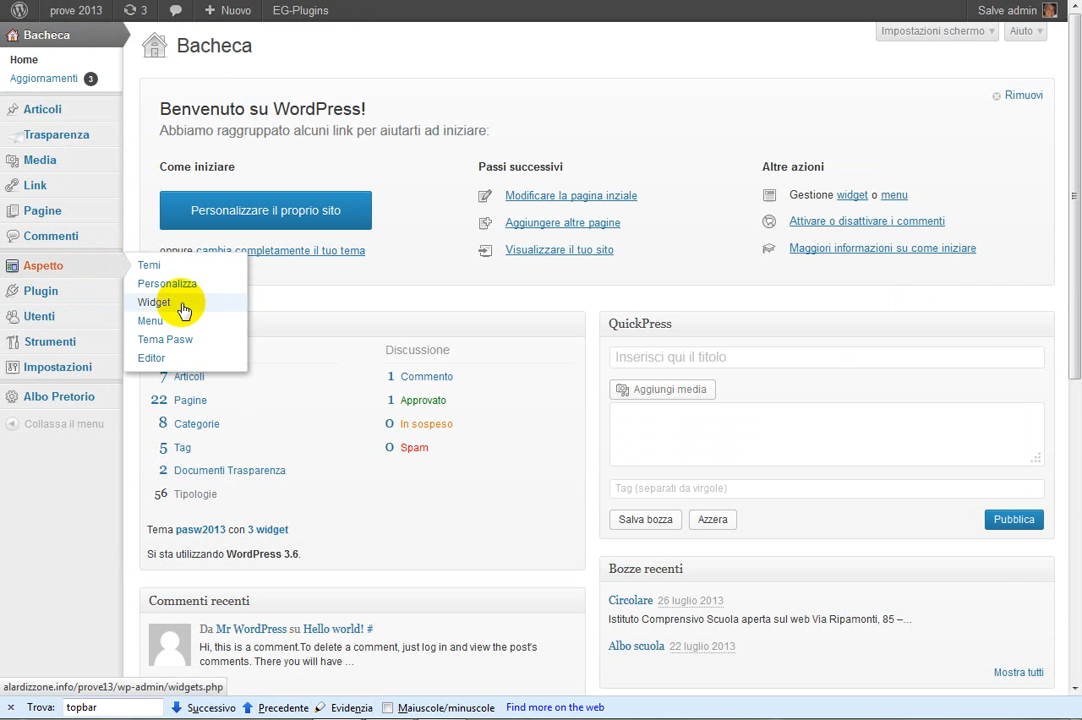 prove 2013 3 Nuovo EG-Plugins Salve admin
Bacheca
Home
Aggiornamenti 3
Articoli
Trasparenza
Media
Link
Pagine
Commenti
Aspetto
Plugin
Utenti
Strumenti
Impostazioni
Albo Pretorio
Collassa il menu
Temi
Personalizza
Widget
Menu
Tema Pasw
Editor
Bacheca
Impostazioni schermo
Aiuto
Benvenuto su WordPress!
Rimuovi
Abbiamo raggruppato alcuni link per aiutarti ad iniziare:
Come iniziare
Personalizzare il proprio sito
oppure cambia completamente il tuo tema
Passi successivi
Modificare la pagina inziale
Aggiungere altre pagine
Visualizzare il tuo sito
Altre azioni
Gestione widget o menu
Attivare o disattivare i commenti
Maggiori informazioni su come iniziare
7 Articoli
22 Pagine
8 Categorie
5 Tag
2 Documenti Trasparenza
56 Tipologie
Discussione
1 Commento
1 Approvato
0 In sospeso
0 Spam
Tema pasw2013 con 3 widget
Si sta utilizzando WordPress 3.6.
Commenti recenti
Da Mr WordPress su Hello world! #
Hi, this is a comment.To delete a comment, just log in and view the post's
comments. There you will have ...
QuickPress
Inserisci qui il titolo
Aggiungi media
Tag (separati da virgole)
Salva bozza
Azzera
Pubblica
Bozze recenti
Circolare 26 luglio 2013
Istituto Comprensivo Scuola aperta sul web Via Ripamonti, 85 –...
Albo scuola 22 luglio 2013
Mostra tutti
alardizzone.info/prove13/wp-admin/widgets.php
Trova: topbar Successivo Precedente Evidenzia Maiuscole/minuscole Find more on the web